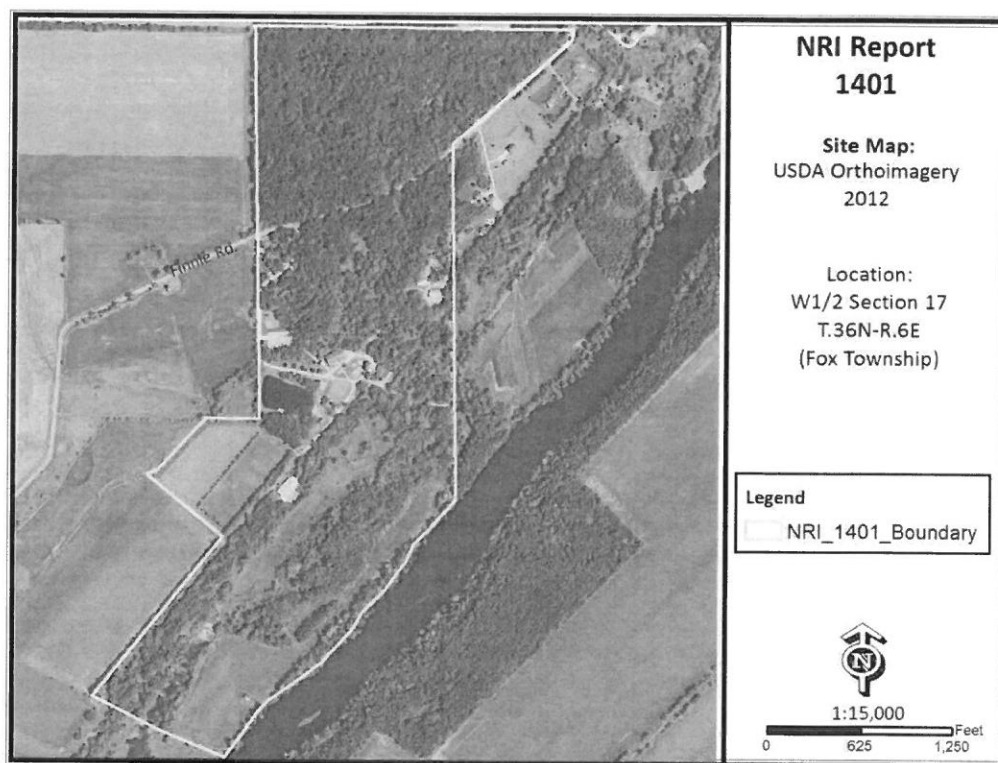 NRI Report
1401
Site Map:
USDA Orthoimagery
2012
Location:
W1/2 Section 17
T.36N-R.6E
(Fox Township)
Finnie Rd.
Legend
NRI_1401_Boundary
N
1:15,000
Feet
0 625 1,250